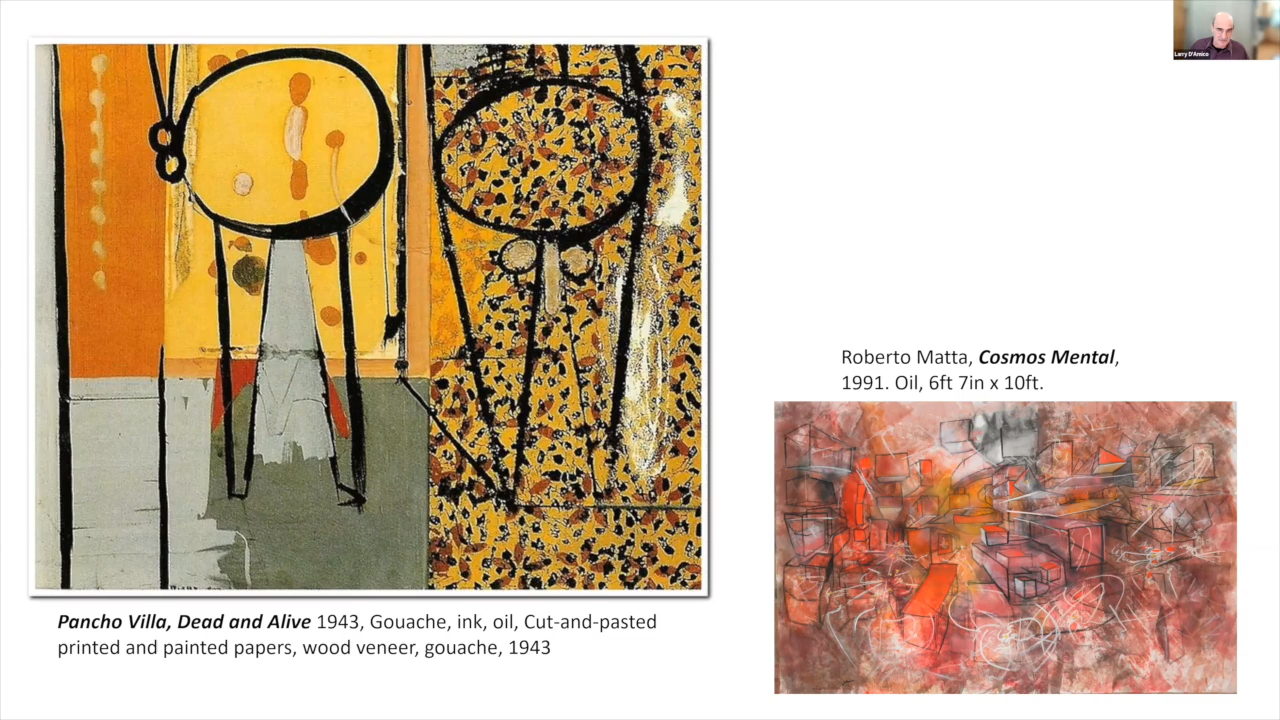 Larry D'Amico
Roberto Matta, Cosmos Mental,
1991. Oil, 6ft 7in x 10ft.
Pancho Villa, Dead and Alive 1943, Gouache, ink, oil, Cut-and-pasted
printed and painted papers, wood veneer, gouache, 1943